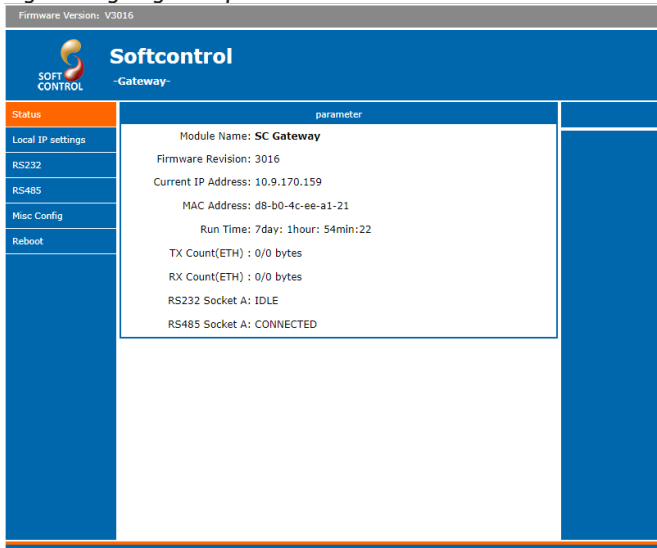 Firmware Version: V3016
SOFT
CONTROL
Softcontrol
-Gateway-
Status
Local IP settings
RS232
RS485
Misc Config
Reboot
parameter
Module Name: SC Gateway
Firmware Revision: 3016
Current IP Address: 10.9.170.159
MAC Address: d8-b0-4c-ee-a1-21
Run Time: 7day: 1hour: 54min:22
TX Count(ETH) : 0/0 bytes
RX Count(ETH) : 0/0 bytes
RS232 Socket A: IDLE
RS485 Socket A: CONNECTED